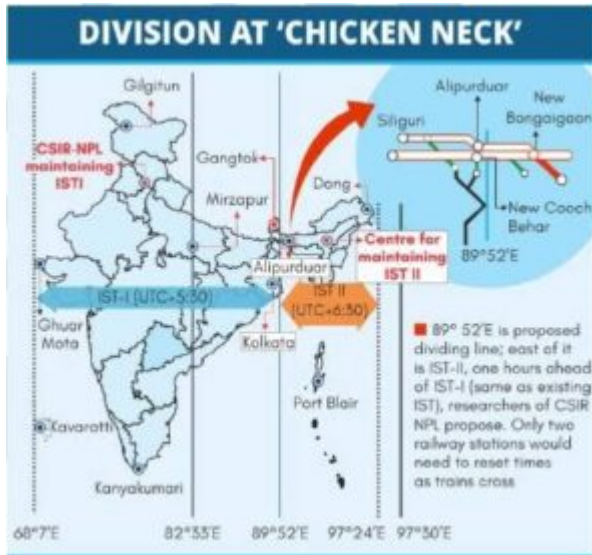 DIVISION AT ‘CHICKEN NECK’
Gilgitun
CSIR-NPL
maintaining
ISTI
Gangtok
Mirzapur
Dong
Alipurduar
Siliguri
New
Bongaigaon
New Cooch
Behar
89°52'E
Centre for
maintaining
IST II
Alipurduar
IST-I (UTC+5:30)
IST II
(UTC+6:30)
Ghuar
Mota
Kolkata
Port Blair
Kavaratti
Kanyakumari
89° 52'E is proposed
dividing line; east of it
is IST-II, one hours ahead
of IST-I (same as existing
IST), researchers of CSIR
NPL propose. Only two
railway stations would
need to reset times
as trains cross
68°7'E
82°33'E
89°52'E
97°24'E
97°30'E